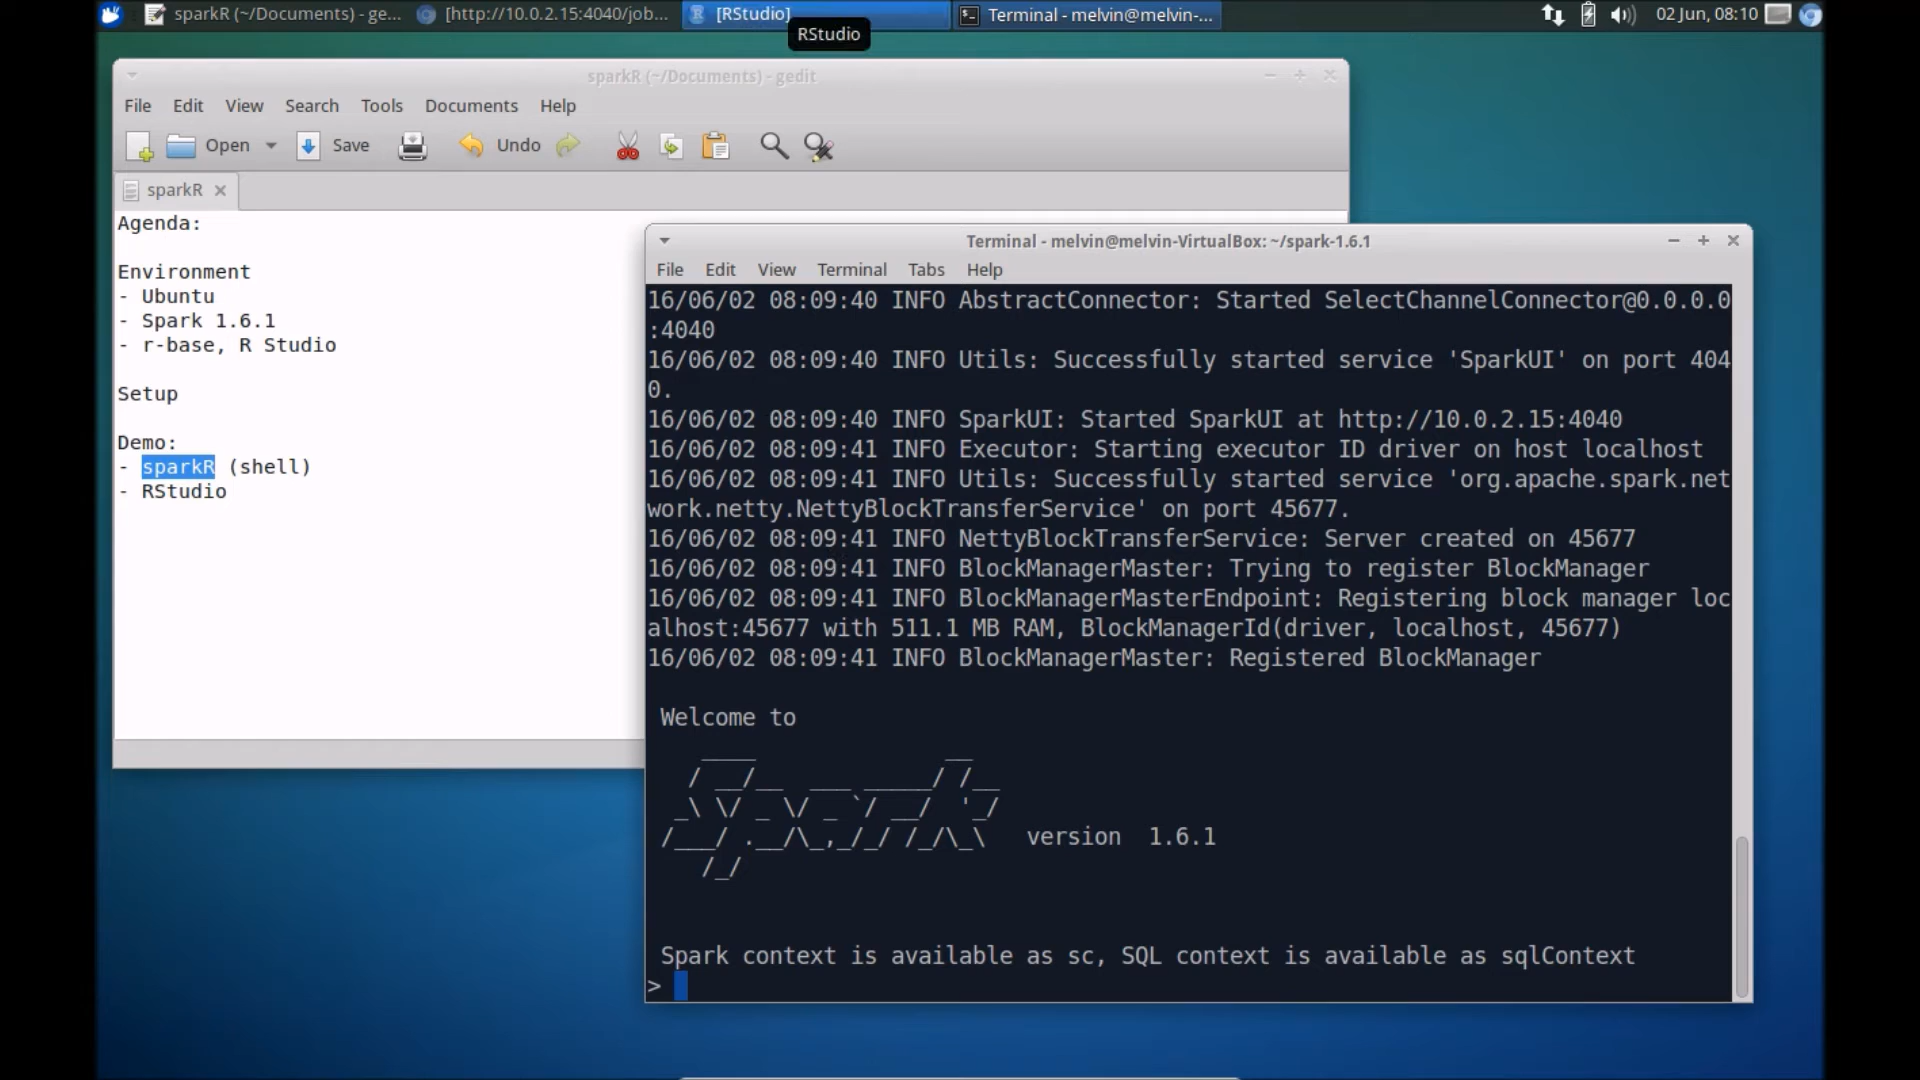 sparkR (~/Documents) - ge...
[http://10.0.2.15:4040/job...
[RStudio]
Terminal - melvin@melvin-...
02 Jun, 08:10
RStudio
sparkR (~/Documents) - gedit
File Edit View Search Tools Documents Help
Open Save Undo
sparkR
Agenda:
Environment
- Ubuntu
- Spark 1.6.1
- r-base, R Studio
Setup
Demo:
- sparkR (shell)
- RStudio
Terminal - melvin@melvin-VirtualBox: ~/spark-1.6.1
File Edit View Terminal Tabs Help
16/06/02 08:09:40 INFO AbstractConnector: Started SelectChannelConnector@0.0.0.0
:4040
16/06/02 08:09:40 INFO Utils: Successfully started service 'SparkUI' on port 404
0.
16/06/02 08:09:40 INFO SparkUI: Started SparkUI at http://10.0.2.15:4040
16/06/02 08:09:41 INFO Executor: Starting executor ID driver on host localhost
16/06/02 08:09:41 INFO Utils: Successfully started service 'org.apache.spark.net
work.netty.NettyBlockTransferService' on port 45677.
16/06/02 08:09:41 INFO NettyBlockTransferService: Server created on 45677
16/06/02 08:09:41 INFO BlockManagerMaster: Trying to register BlockManager
16/06/02 08:09:41 INFO BlockManagerMasterEndpoint: Registering block manager loc
alhost:45677 with 511.1 MB RAM, BlockManagerId(driver, localhost, 45677)
16/06/02 08:09:41 INFO BlockManagerMaster: Registered BlockManager
Welcome to
Spark version 1.6.1
Spark context is available as sc, SQL context is available as sqlContext
>